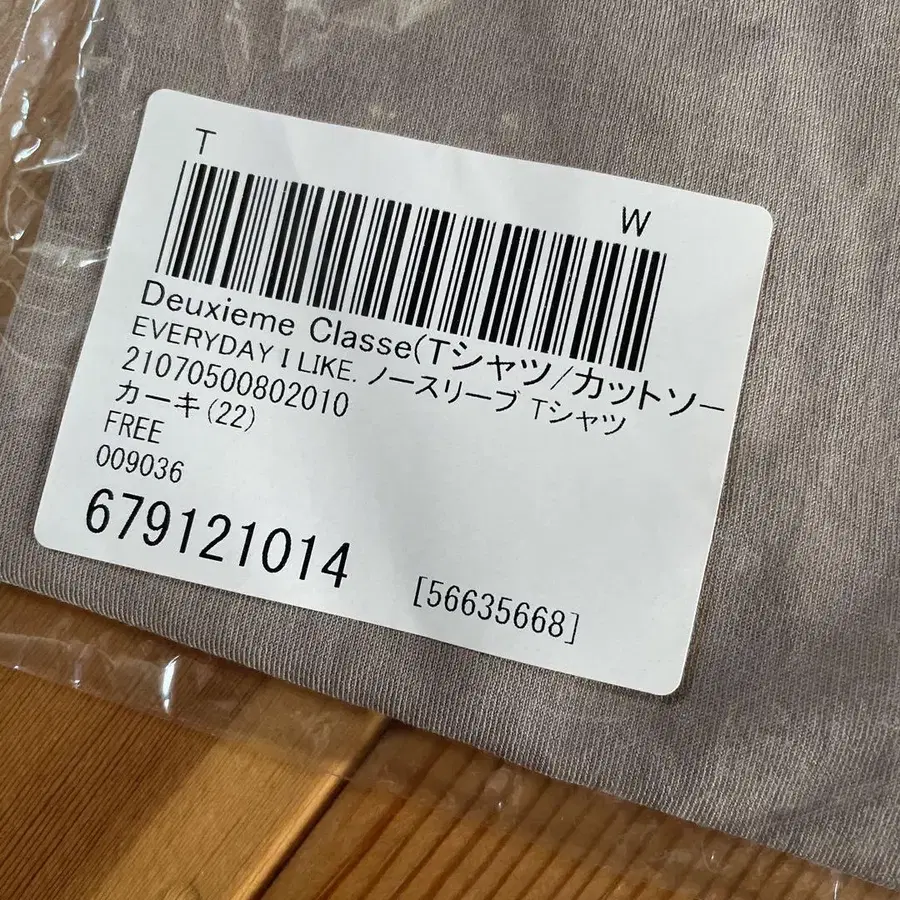 T
W
Deuxieme Classe(Tシャツ/カットソー
EVERYDAY I LIKE. ノースリーブ Tシャツ
21070500802010
カーキ(22)
FREE
009036
679121014
[56635668]